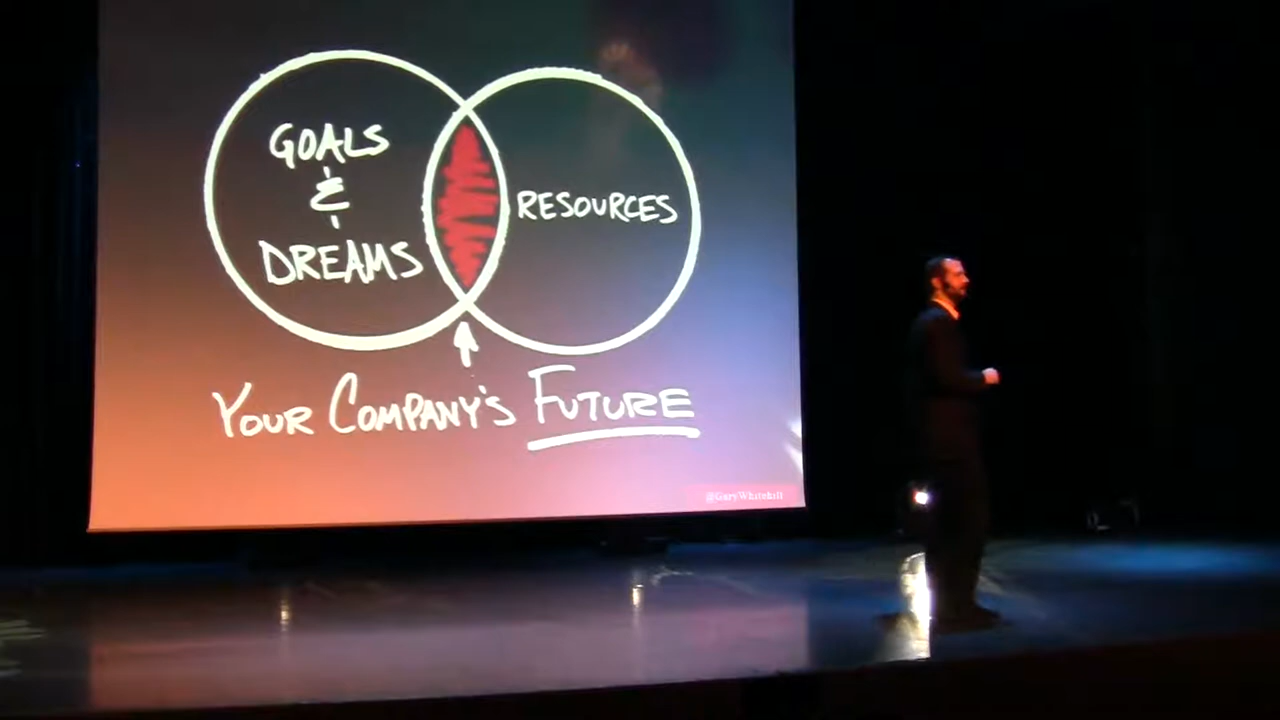 GOALS
&
DREAMS
RESOURCES
YOUR COMPANY'S FUTURE
@GaryWhitehill